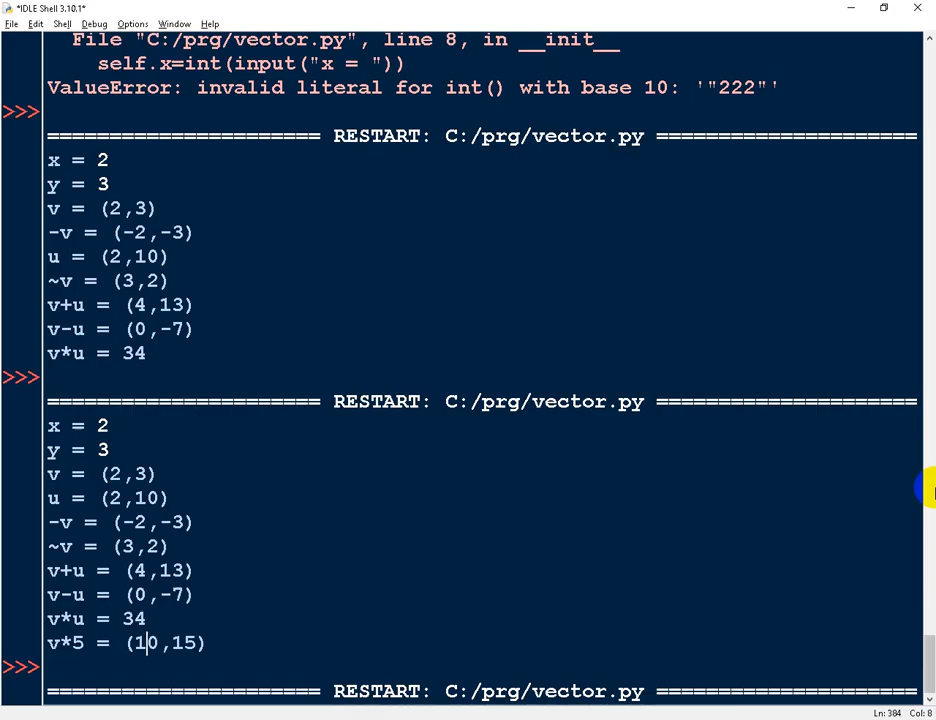 *IDLE Shell 3.10.1*
File Edit Shell Debug Options Window Help
File "C:/prg/vector.py", line 8, in __init__
self.x=int(input("x = "))
ValueError: invalid literal for int() with base 10: '"222"'
>>>
====================== RESTART: C:/prg/vector.py =====================
x = 2
y = 3
v = (2,3)
-v = (-2,-3)
u = (2,10)
~v = (3,2)
v+u = (4,13)
v-u = (0,-7)
v*u = 34
>>>
====================== RESTART: C:/prg/vector.py =====================
x = 2
y = 3
v = (2,3)
u = (2,10)
-v = (-2,-3)
~v = (3,2)
v+u = (4,13)
v-u = (0,-7)
v*u = 34
v*5 = (10,15)
>>>
====================== RESTART: C:/prg/vector.py =====================
Ln: 384 Col: 8